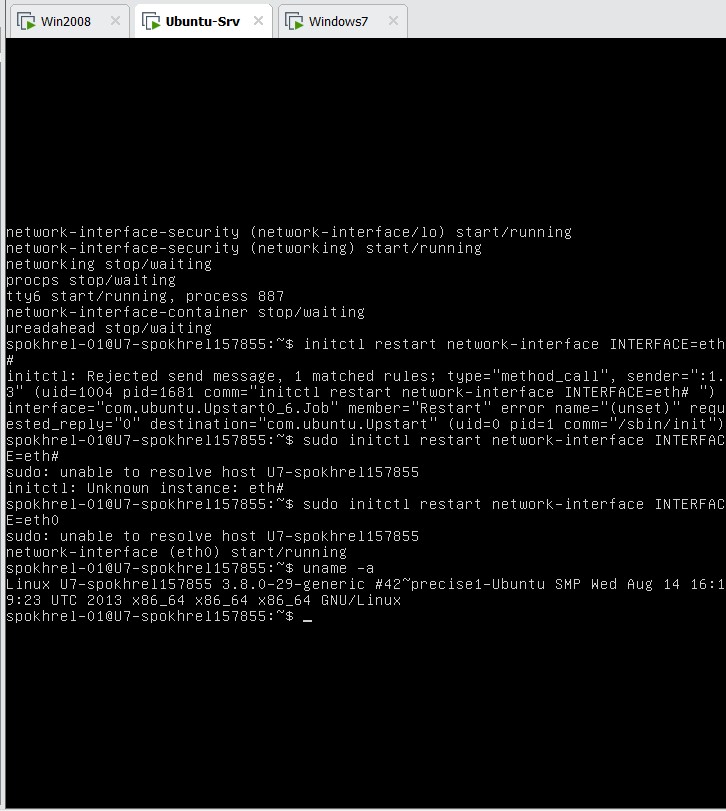 Win2008 Ubuntu-Srv Windows7
network-interface-security (network-interface/lo) start/running
network-interface-security (networking) start/running
networking stop/waiting
procps stop/waiting
tty6 start/running, process 887
network-interface-container stop/waiting
ureadahead stop/waiting
spokhrel-01@U7-spokhrel157855:~$ initctl restart network-interface INTERFACE=eth
#
initctl: Rejected send message, 1 matched rules; type="method_call", sender=":1.
3" (uid=1004 pid=1681 comm="initctl restart network-interface INTERFACE=eth# ")
interface="com.ubuntu.Upstart0_6.Job" member="Restart" error name="(unset)" requ
ested_reply="0" destination="com.ubuntu.Upstart" (uid=0 pid=1 comm="/sbin/init")
spokhrel-01@U7-spokhrel157855:~$ sudo initctl restart network-interface INTERFAC
E=eth#
sudo: unable to resolve host U7-spokhrel157855
initctl: Unknown instance: eth#
spokhrel-01@U7-spokhrel157855:~$ sudo initctl restart network-interface INTERFAC
E=eth0
sudo: unable to resolve host U7-spokhrel157855
network-interface (eth0) start/running
spokhrel-01@U7-spokhrel157855:~$ uname -a
Linux U7-spokhrel157855 3.8.0-29-generic #42~precise1-Ubuntu SMP Wed Aug 14 16:1
9:23 UTC 2013 x86_64 x86_64 x86_64 GNU/Linux
spokhrel-01@U7-spokhrel157855:~$ _